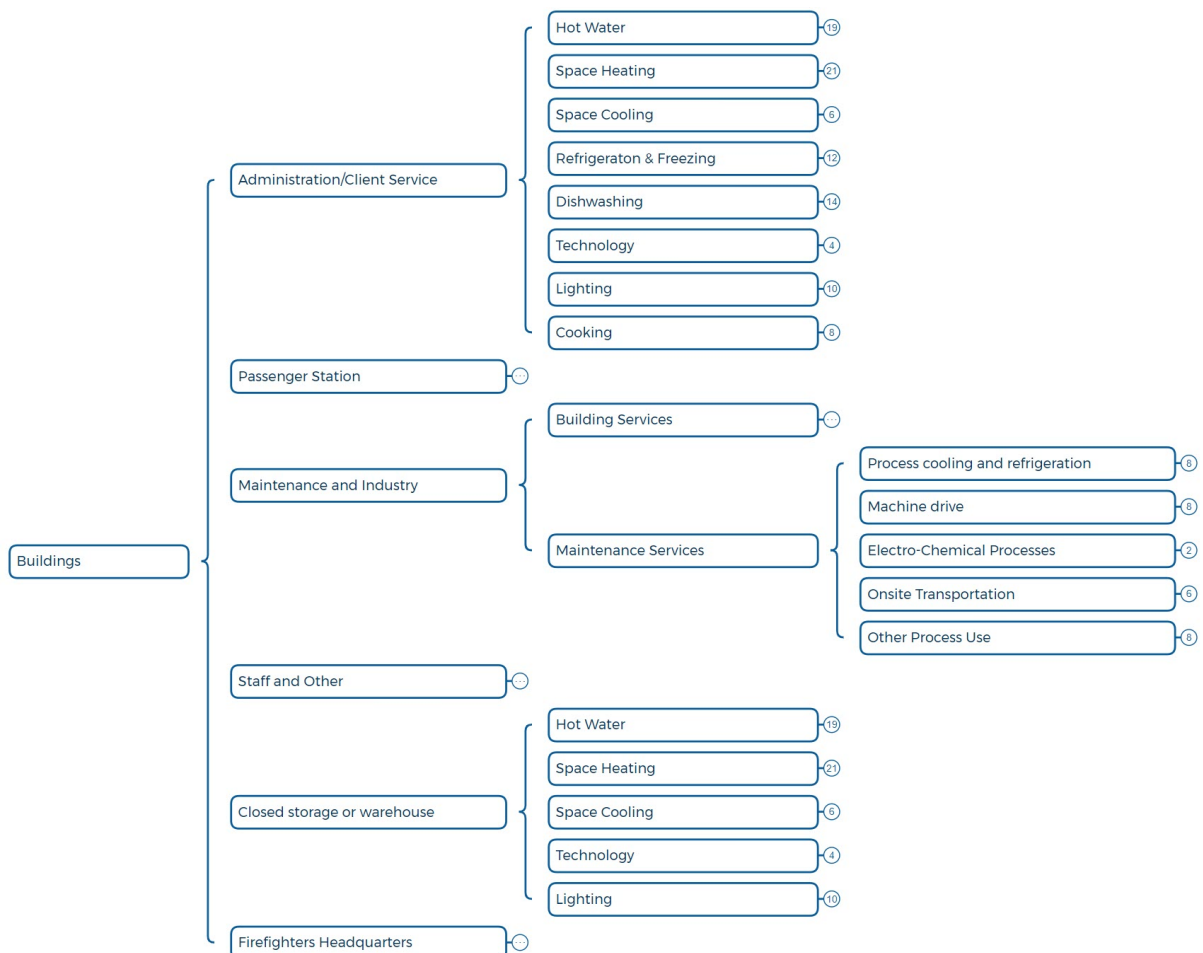 Hot Water 19
Space Heating 21
Space Cooling 6
Refrigeraton & Freezing 12
Administration/Client Service
Dishwashing 14
Technology 4
Lighting 10
Cooking 8
Passenger Station ...
Building Services ...
Process cooling and refrigeration 8
Maintenance and Industry
Machine drive 8
Maintenance Services
Electro-Chemical Processes 2
Buildings
Onsite Transportation 6
Other Process Use 8
Staff and Other ...
Hot Water 19
Space Heating 21
Closed storage or warehouse
Space Cooling 6
Technology 4
Lighting 10
Firefighters Headquarters ...